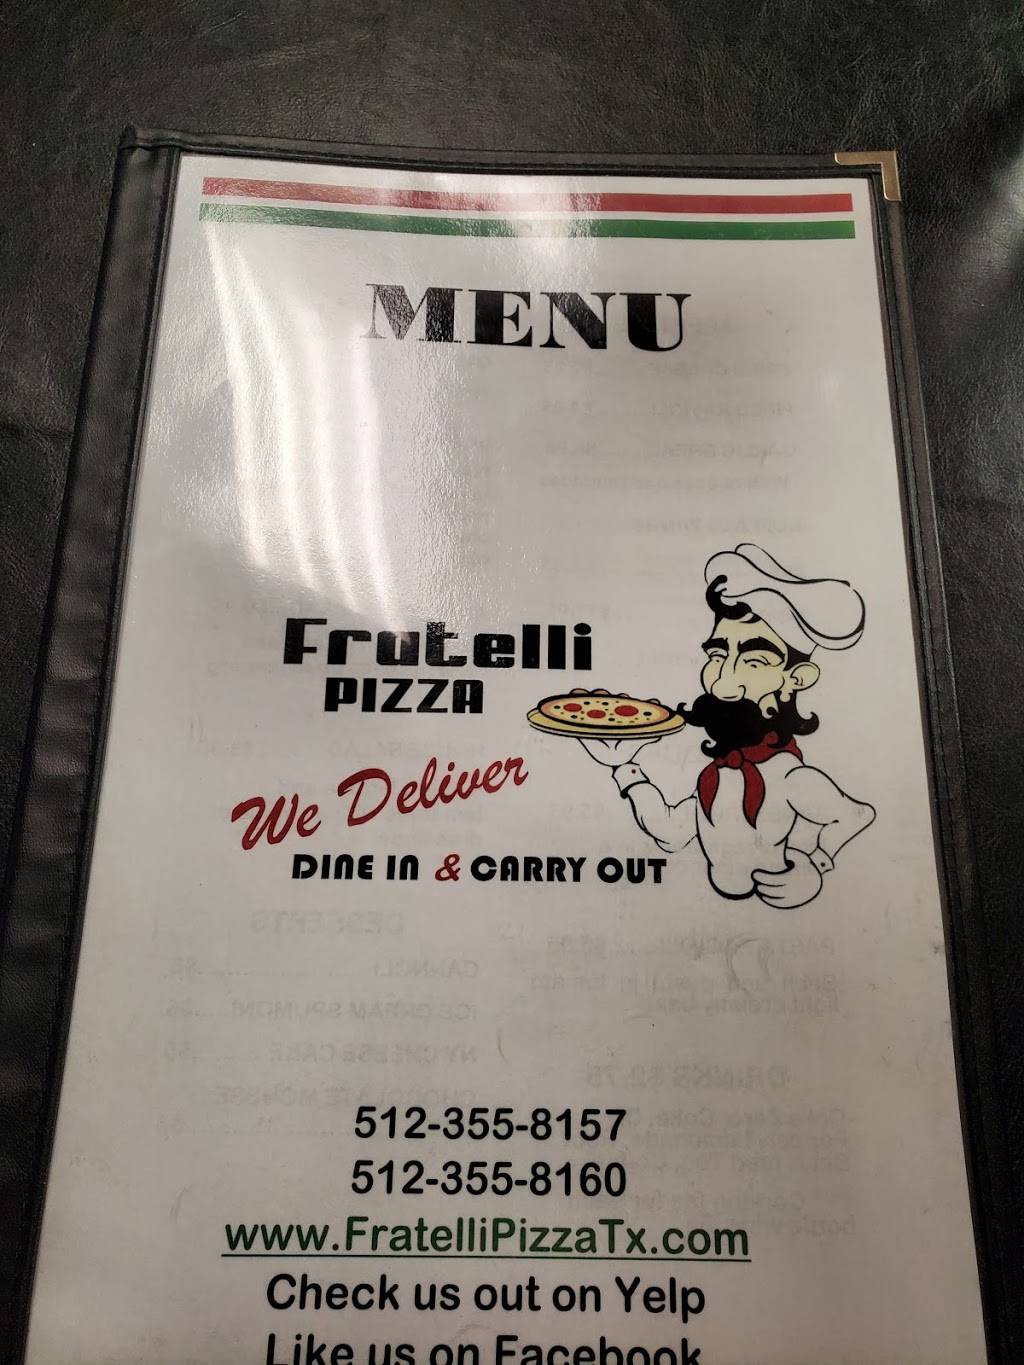 MENU
Fratelli
PIZZA
We Deliver
DINE IN & CARRY OUT
512-355-8157
512-355-8160
www.FratelliPizzaTx.com
Check us out on Yelp
Like us on Facebook